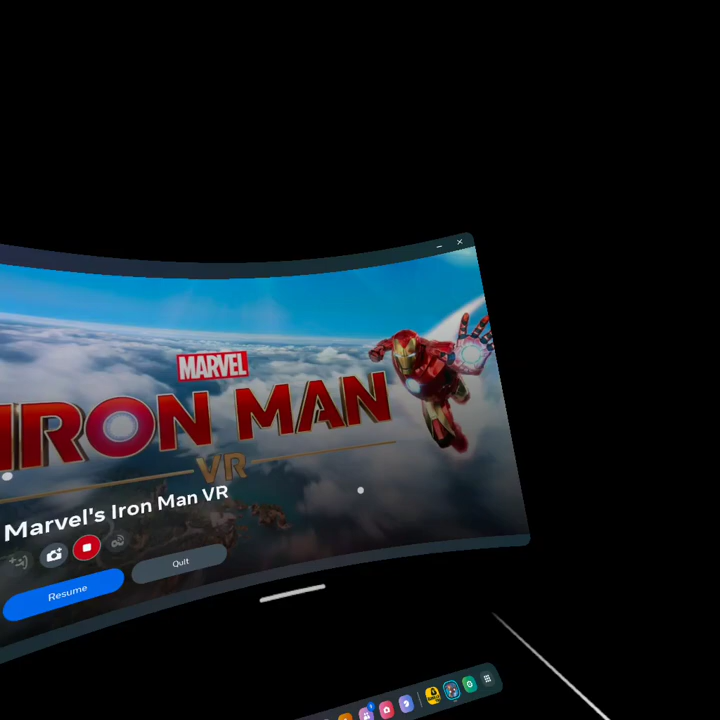 MARVEL
IRON MAN
VR
Marvel's Iron Man VR
Resume
Quit